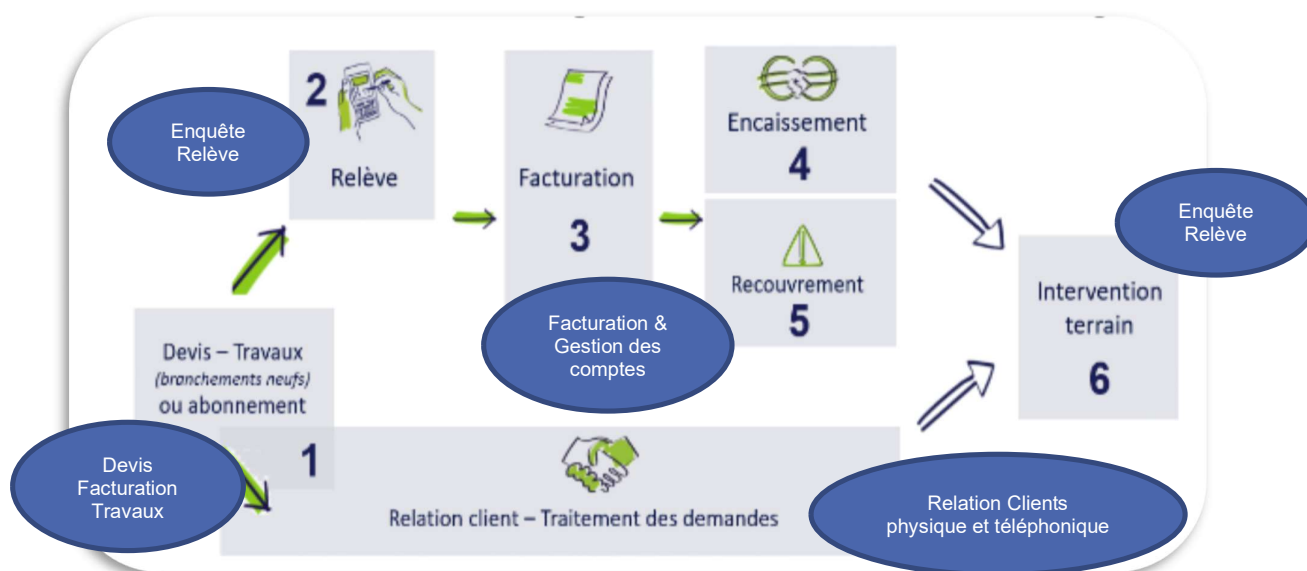 2
Relève
Enquête
Relève
Facturation
3
Facturation &
Gestion des
comptes
Encaissement
4
Recouvrement
5
Enquête
Relève
Intervention
terrain
6
Devis – Travaux
(branchements neufs)
ou abonnement
1
Devis
Facturation
Travaux
Relation client – Traitement des demandes
Relation Clients
physique et téléphonique